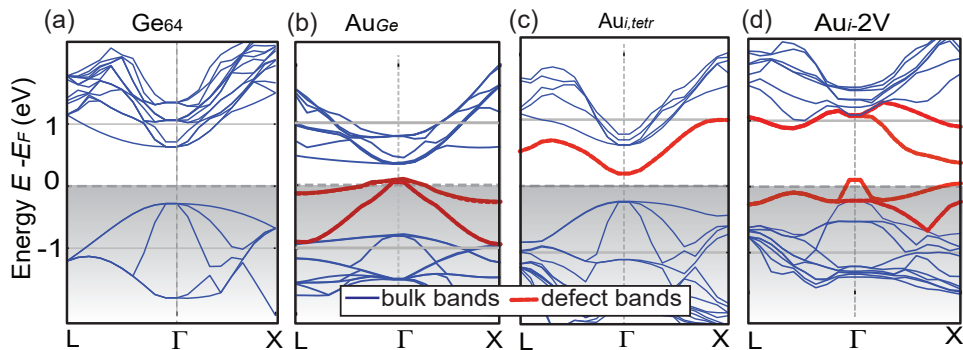 (a) Ge64
(b) AuGe
(c) Aui,tetr
(d) Aui-2V
Energy E -EF (eV)
1
0
-1
bulk bands defect bands
L Γ X
L Γ X
L Γ X
L Γ X